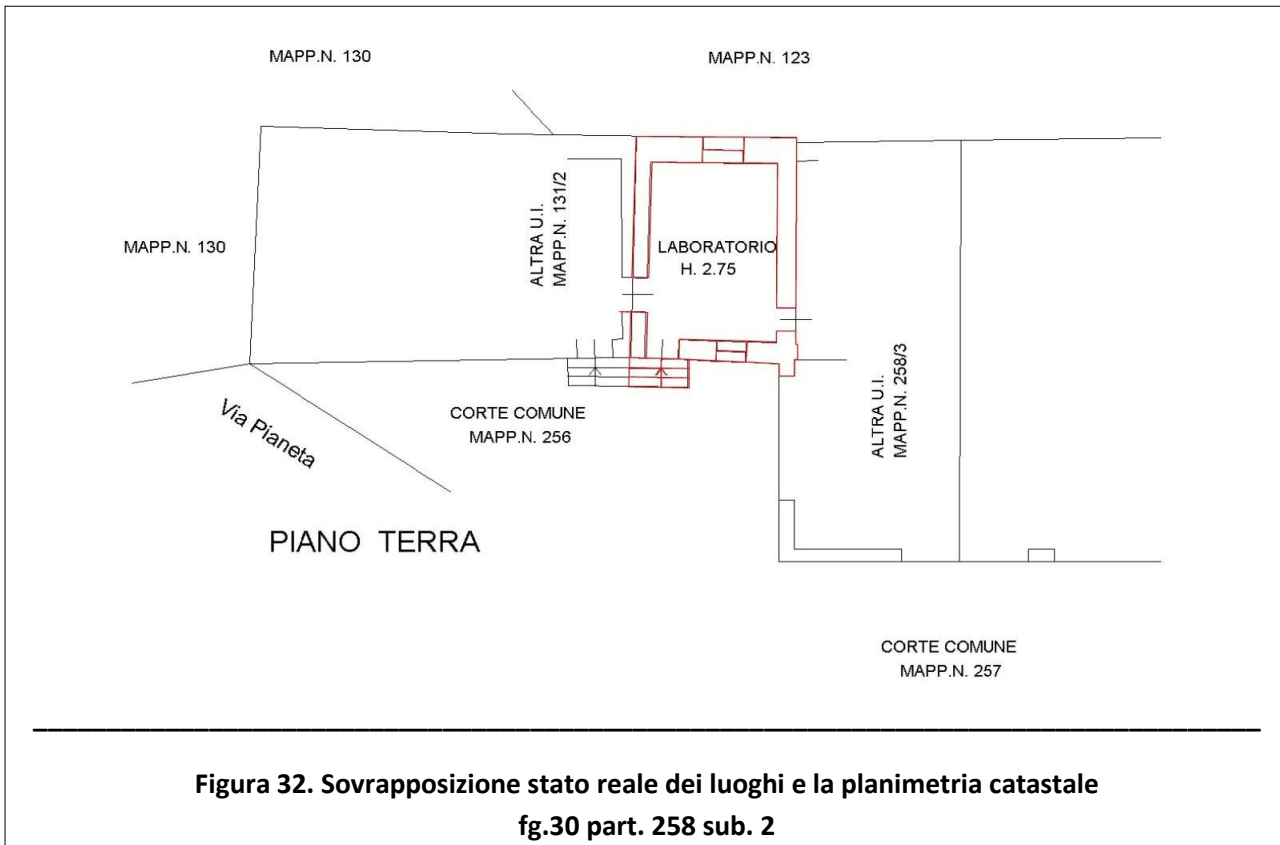 MAPP.N. 130
MAPP.N. 123
MAPP.N. 130
ALTRA U.I.
MAPP.N. 131/2
LABORATORIO
H. 2.75
ALTRA U.I.
MAPP.N. 258/3
Via Pianeta
CORTE COMUNE
MAPP.N. 256
PIANO TERRA
CORTE COMUNE
MAPP.N. 257
Figura 32. Sovrapposizione stato reale dei luoghi e la planimetria catastale
fg.30 part. 258 sub. 2